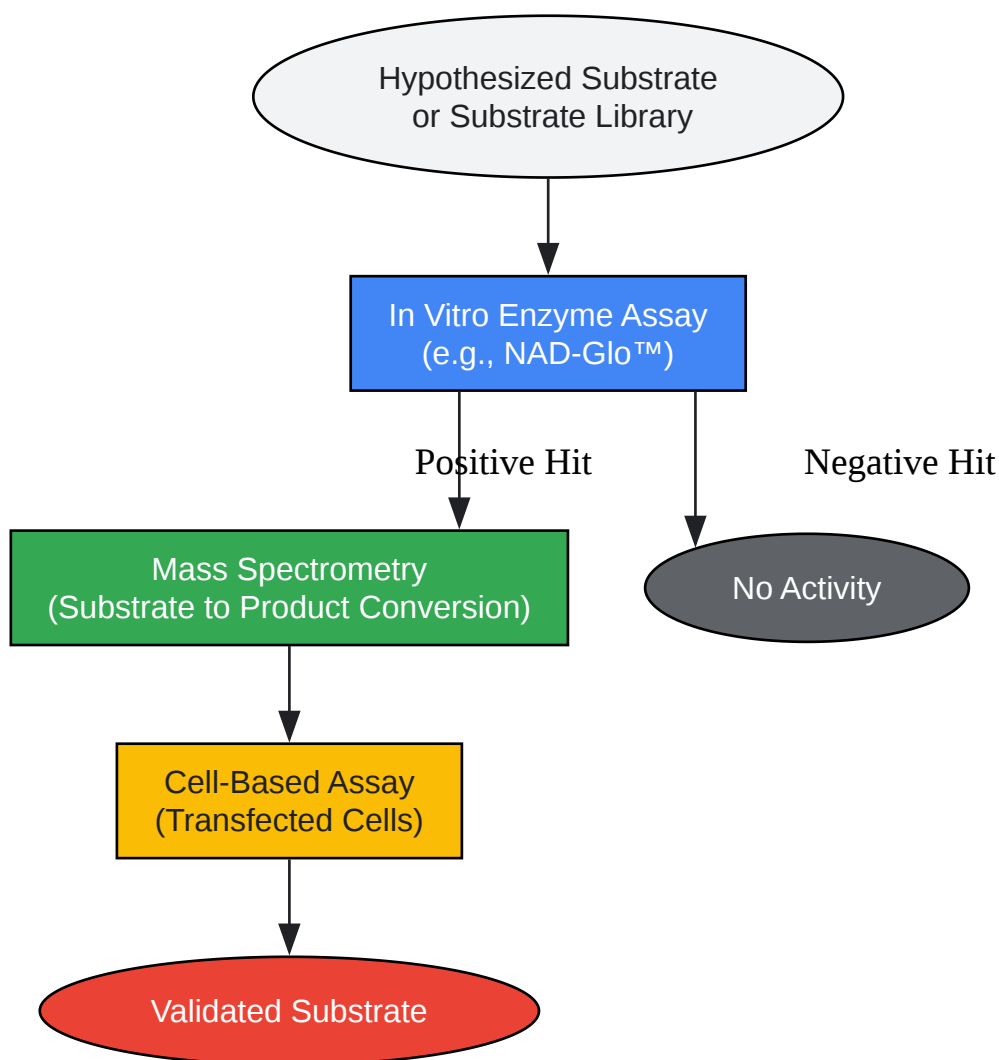 Hypothesized Substrate
or Substrate Library
In Vitro Enzyme Assay
(e.g., NAD-Glo™)
Positive Hit
Negative Hit
Mass Spectrometry
(Substrate to Product Conversion)
No Activity
Cell-Based Assay
(Transfected Cells)
Validated Substrate